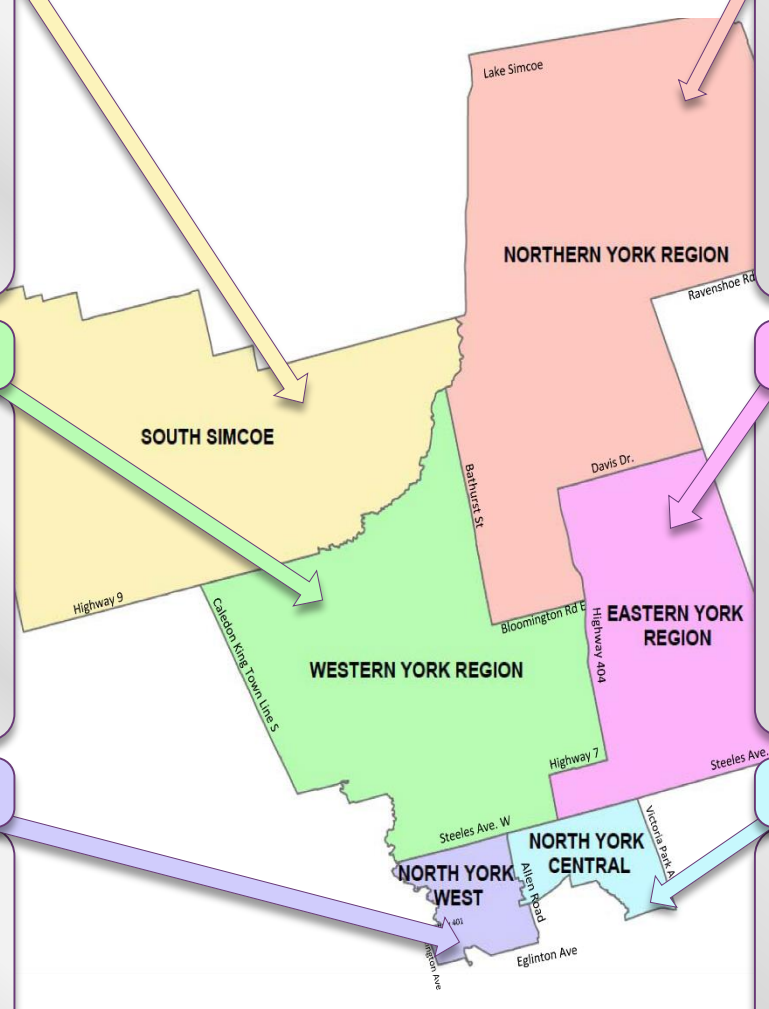 Lake Simcoe
NORTHERN YORK REGION
Ravenshoe Rd
SOUTH SIMCOE
Davis Dr.
Bathurst St
Highway 9
Caledon King Town Line S
Bloomington Rd E
Highway 404
EASTERN YORK
REGION
WESTERN YORK REGION
Highway 7
Steeles Ave.
Steeles Ave. W
Victoria Park A
NORTH YORK
CENTRAL
NORTH YORK
WEST
Allen Road
401
Eglinton Ave
ington Ave